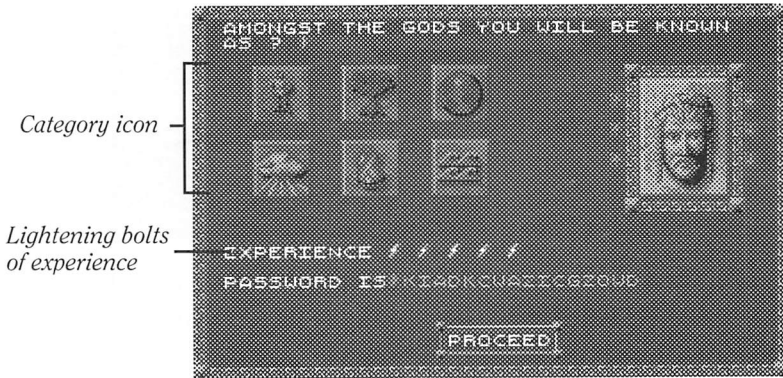 AMONGST THE GODS YOU WILL BE KNOWN
AS ?
Category icon
Lightening bolts
of experience
EXPERIENCE
PASSWORD IS
PROCEED